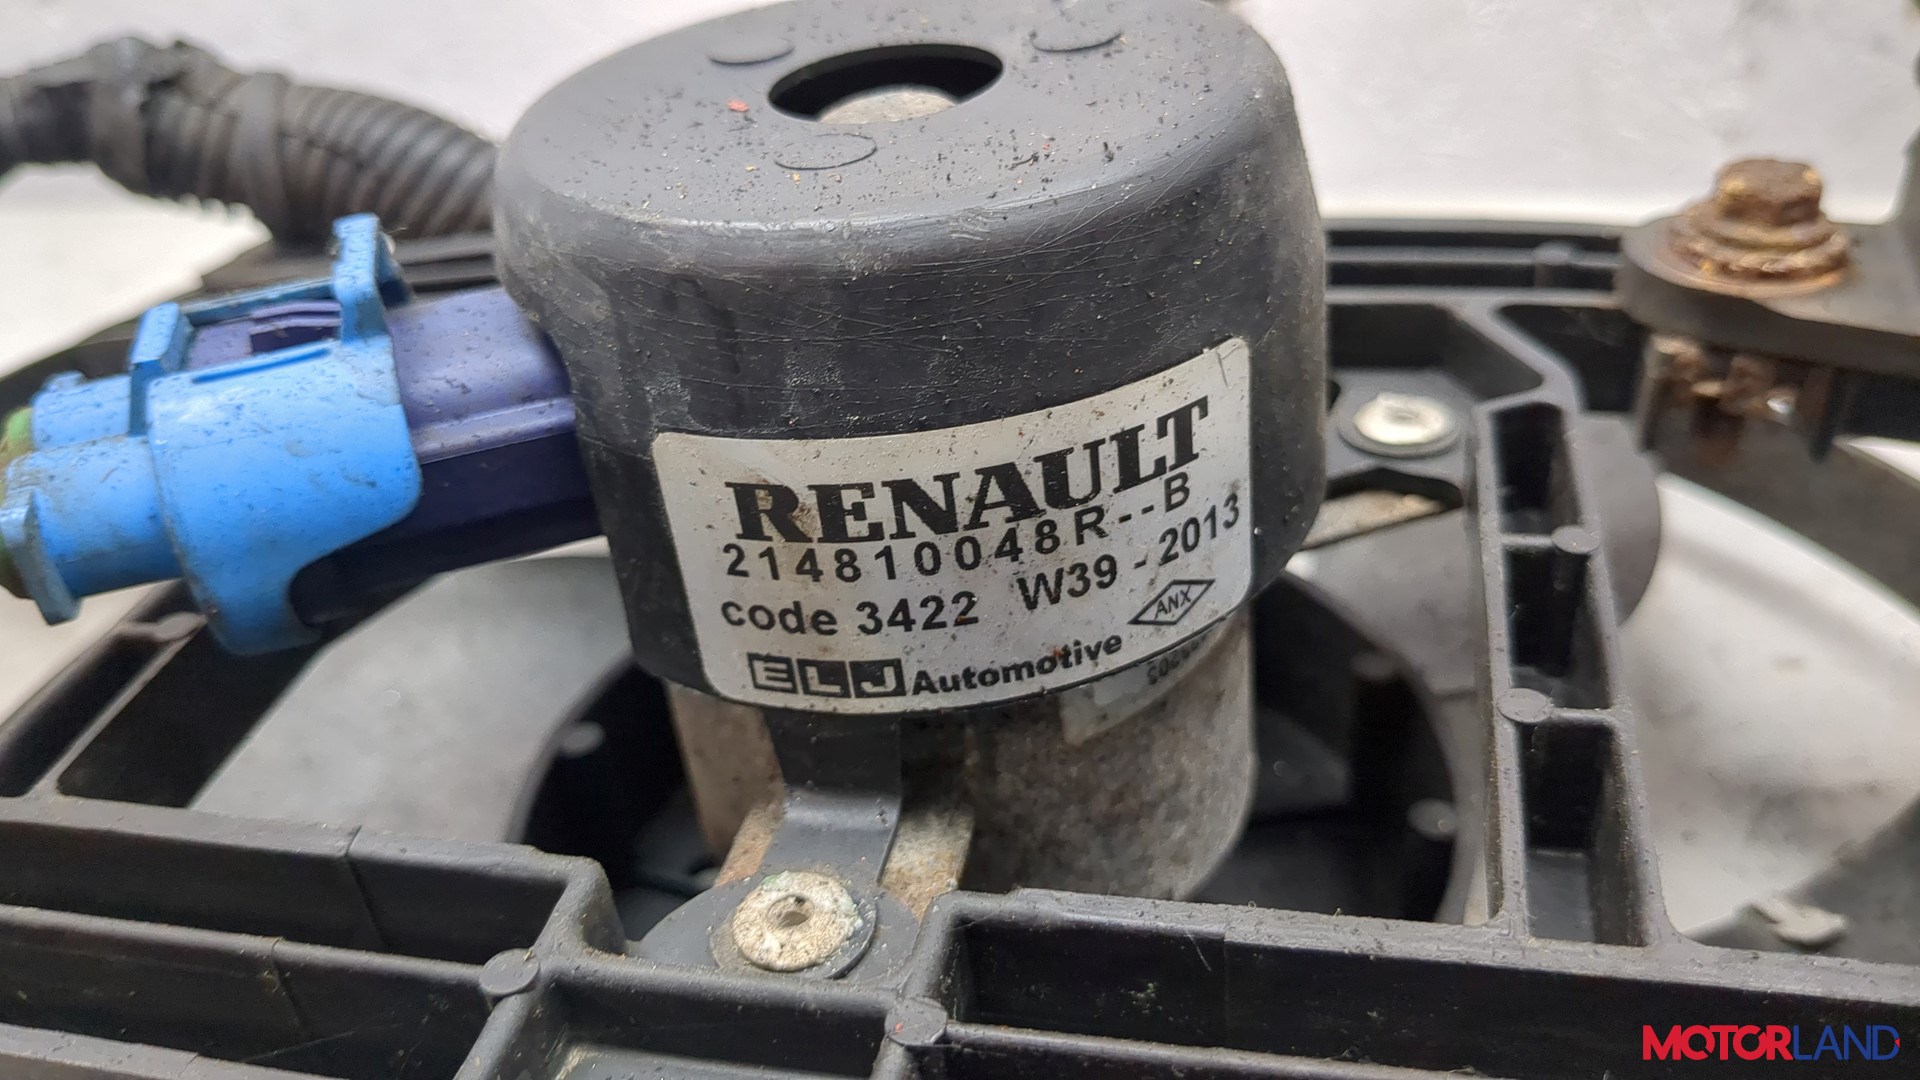 RENAULT
214810048R--B
code 3422 W39-2013
ANX
ELJ Automotive
MOTORLAND